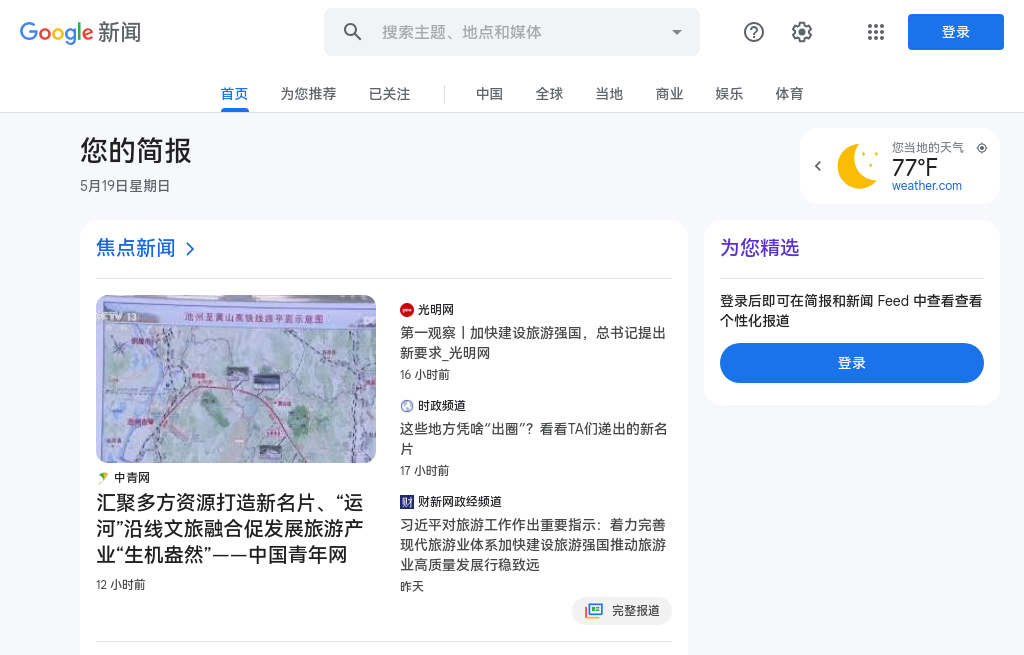 Google 新闻
搜索主题、地点和媒体
登录
首页
为您推荐
已关注
中国
全球
当地
商业
娱乐
体育
您的简报
5月19日星期日
您当地的天气
77°F
weather.com
焦点新闻
CCTV 13
池州至黄山高铁线路平面示意图
中青网
汇聚多方资源打造新名片、“运
河”沿线文旅融合促发展旅游产
业“生机盎然”——中国青年网
12 小时前
光明网
第一观察丨加快建设旅游强国，总书记提出
新要求_光明网
16 小时前
时政频道
这些地方凭啥“出圈”？看看TA们递出的新名
片
17 小时前
财新网政经频道
习近平对旅游工作作出重要指示：着力完善
现代旅游业体系加快建设旅游强国推动旅游
业高质量发展行稳致远
昨天
完整报道
为您精选
登录后即可在简报和新闻 Feed 中查看查看
个性化报道
登录